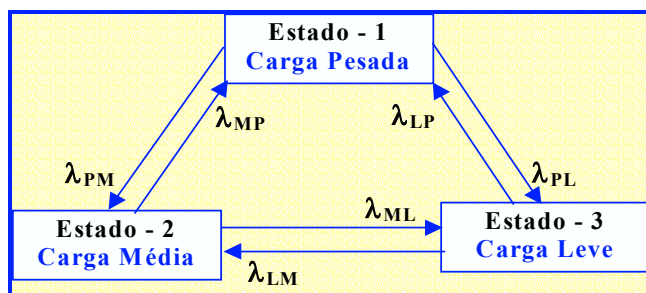 Estado - 1
Carga Pesada
λMP
λLP
λPM
λPL
Estado - 2
Carga Média
λML
λLM
Estado - 3
Carga Leve